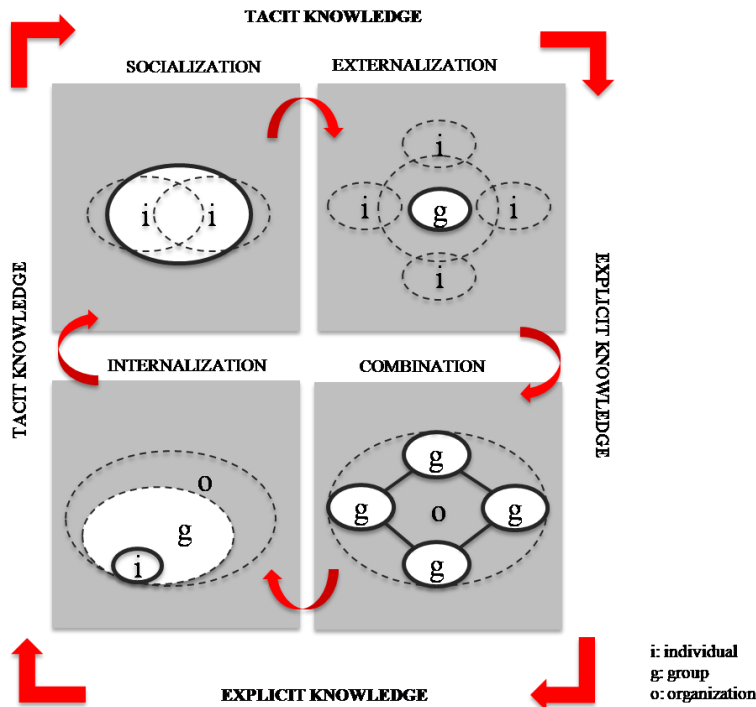 TACIT KNOWLEDGE
SOCIALIZATION
EXTERNALIZATION
i
i
i
i
g
i
i
TACIT KNOWLEDGE
EXPLICIT KNOWLEDGE
INTERNALIZATION
COMBINATION
o
g
i
g
g
o
g
g
EXPLICIT KNOWLEDGE
i: individual
g: group
o: organization